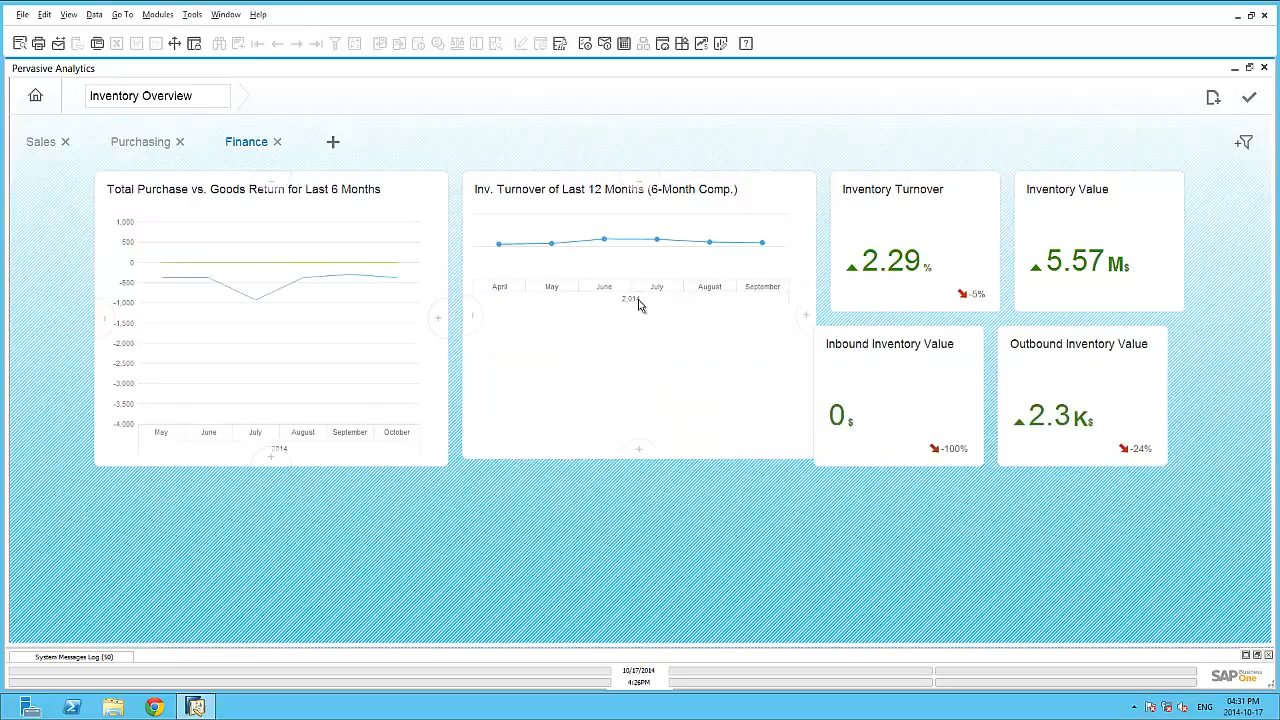 File Edit View Data Go To Modules Tools Window Help
Pervasive Analytics
Inventory Overview
Sales Purchasing Finance
Total Purchase vs. Goods Return for Last 6 Months
1,000
500
0
-500
-1,000
-1,500
-2,000
-2,500
-3,000
-3,500
-4,000
May June July August September October
2014
Inv. Turnover of Last 12 Months (6-Month Comp.)
April May June July August September
2,014
Inventory Turnover
2.29 %
-5%
Inventory Value
5.57 M$
Inbound Inventory Value
0 $
-100%
Outbound Inventory Value
2.3 K$
-24%
System Messages Log (50)
10/17/2014
4:26PM
SAP Business One
ENG
04:31 PM
2014-10-17